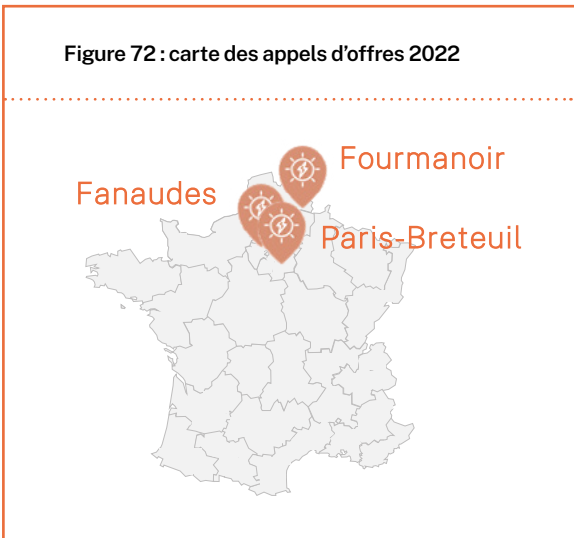 Figure 72 : carte des appels d’offres 2022
Fourmanoir
Fanaudes
Paris-Breteuil